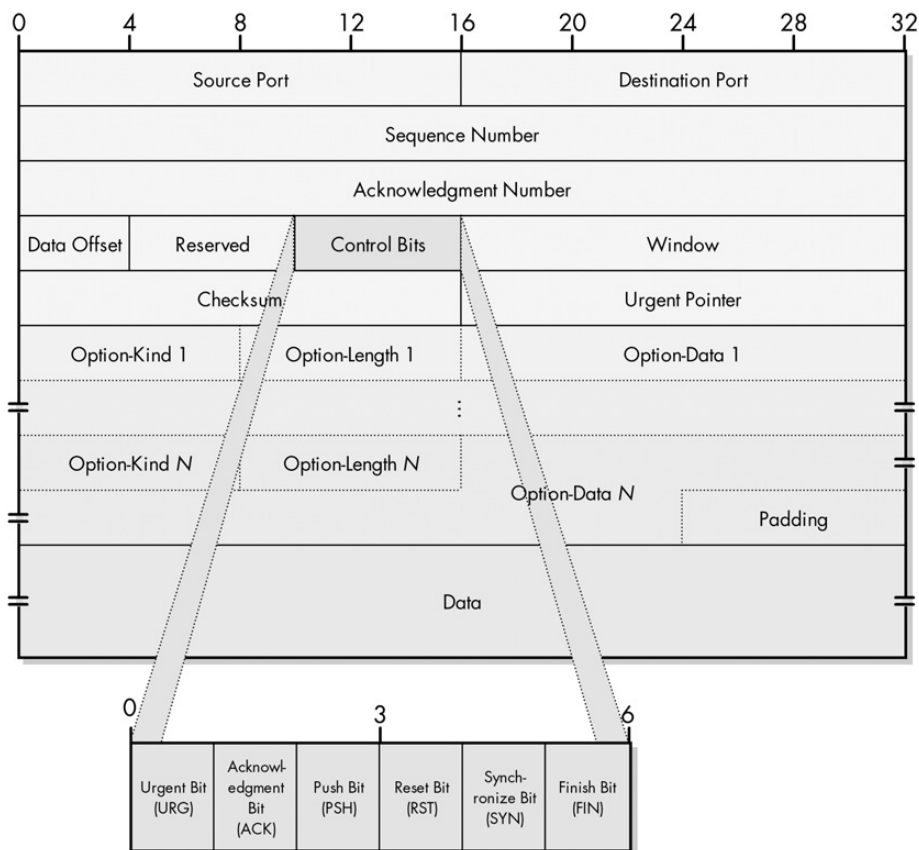 0 4 8 12 16 20 24 28 32
Source Port Destination Port
Sequence Number
Acknowledgment Number
Data Offset Reserved Control Bits Window
Checksum Urgent Pointer
Option-Kind 1 Option-Length 1 Option-Data 1
⋮
Option-Kind N Option-Length N
Option-Data N
Padding
Data
0 3 6
Urgent Bit
(URG)
Acknowl-
edgment
Bit
(ACK)
Push Bit
(PSH)
Reset Bit
(RST)
Synch-
ronize Bit
(SYN)
Finish Bit
(FIN)